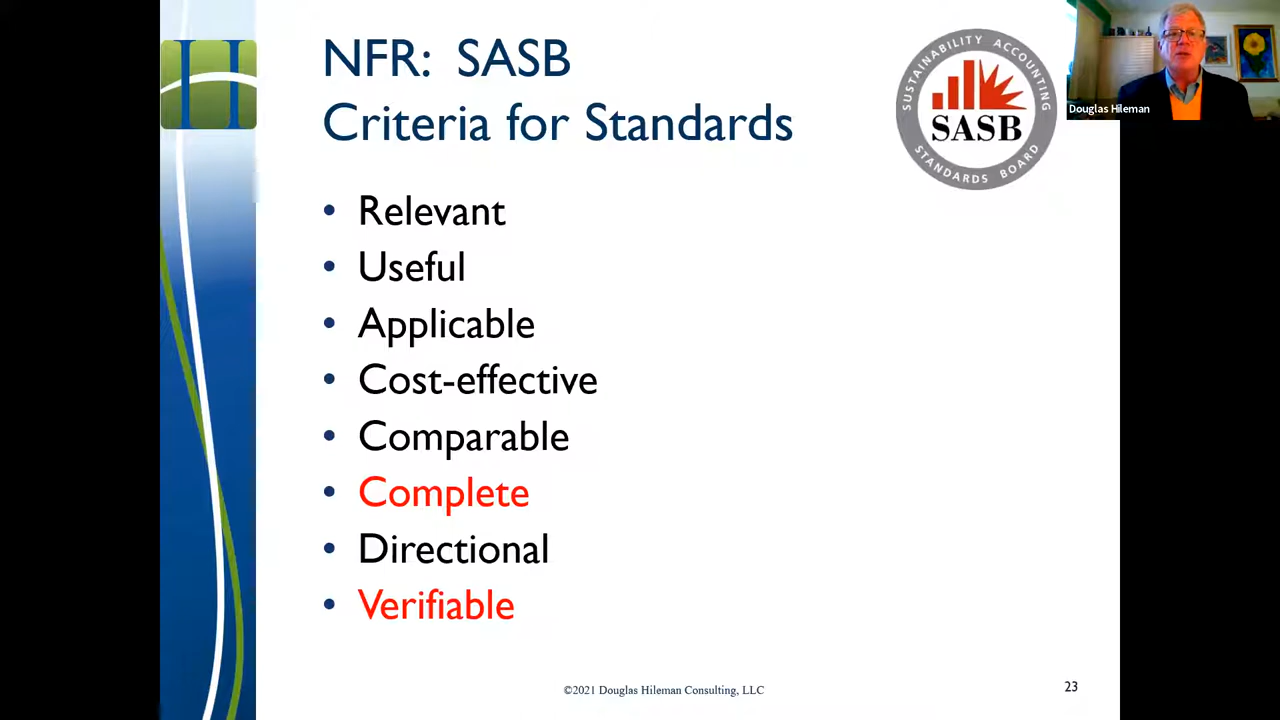 NFR: SASB
Criteria for Standards
SUSTAINABILITY ACCOUNTING
SASB
STANDARDS BOARD
Douglas Hileman
• Relevant
• Useful
• Applicable
• Cost-effective
• Comparable
• Complete
• Directional
• Verifiable
©2021 Douglas Hileman Consulting, LLC
23